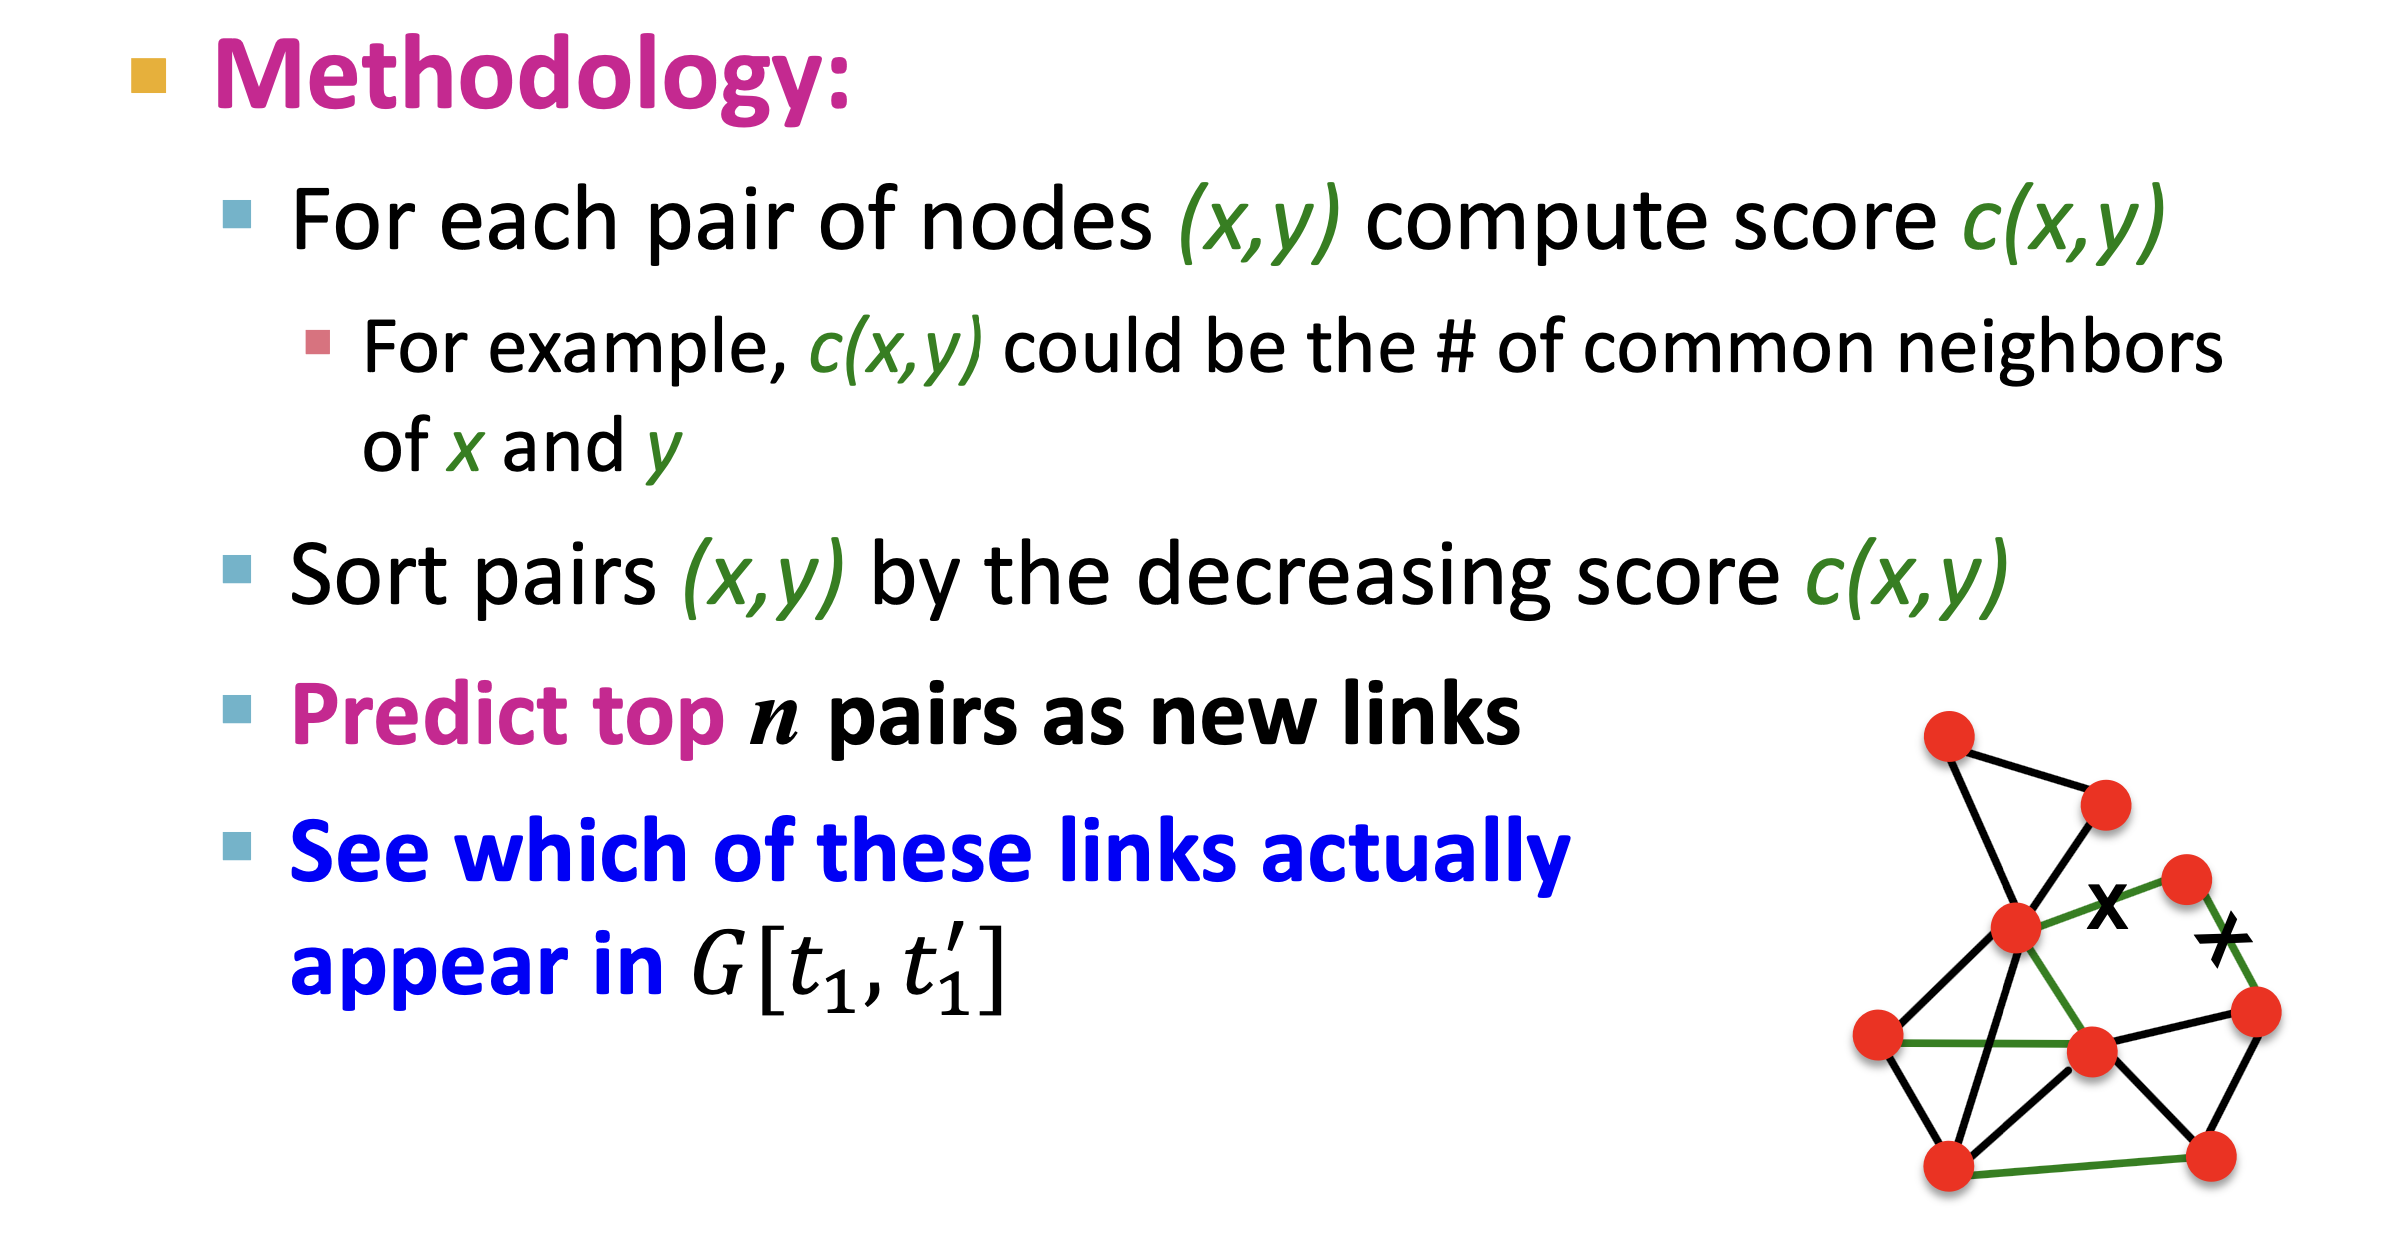 Methodology:
For each pair of nodes (x,y) compute score c(x,y)
For example, c(x,y) could be the # of common neighbors
of x and y
Sort pairs (x,y) by the decreasing score c(x,y)
Predict top n pairs as new links
See which of these links actually
appear in G[t₁, t₁′]
X
X